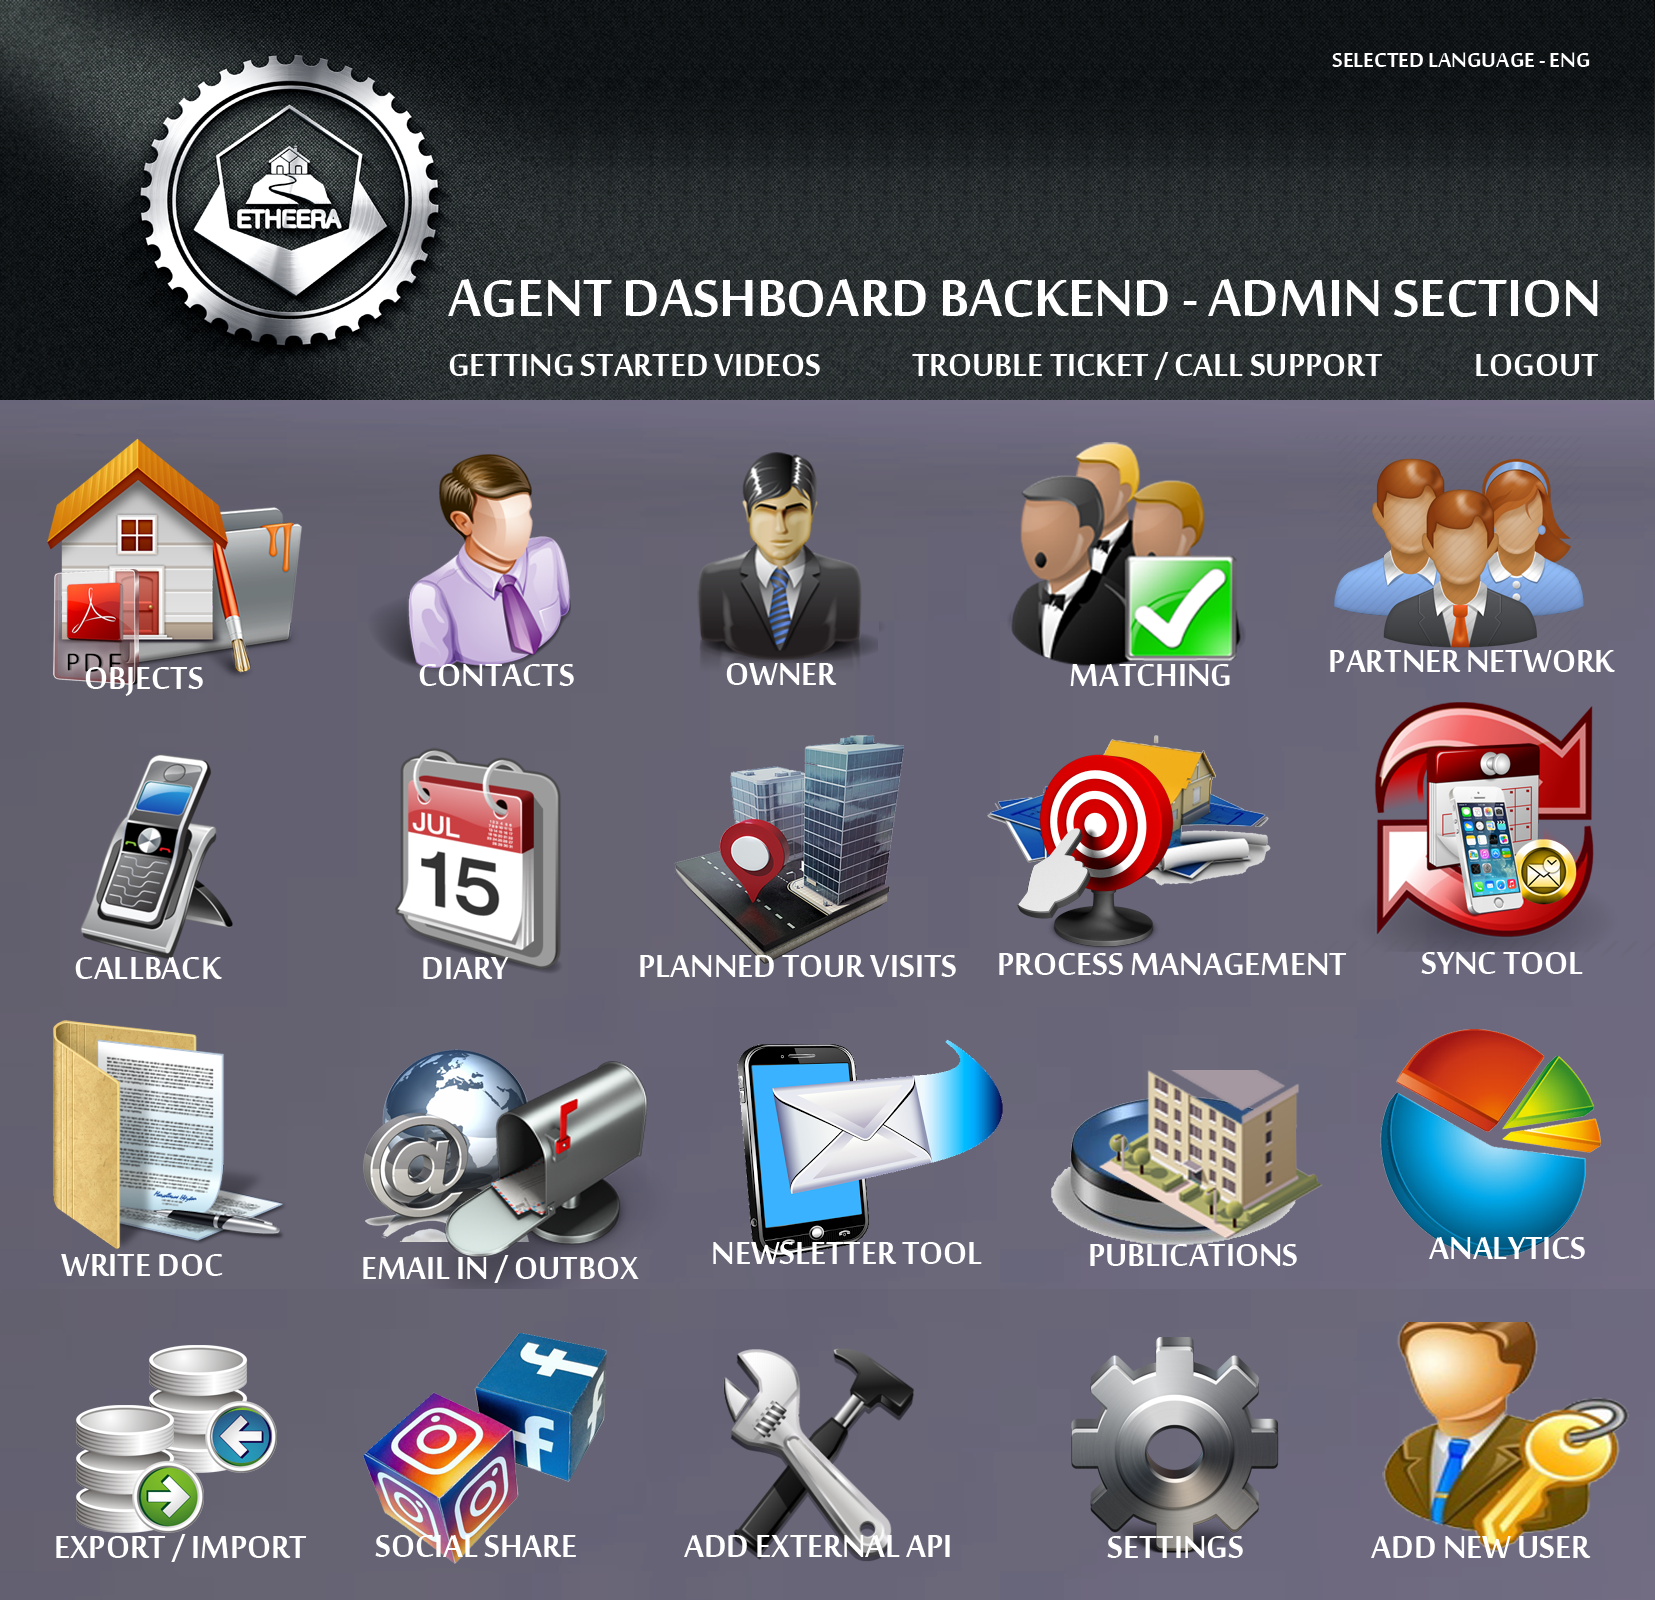 SELECTED LANGUAGE - ENG
ETHEERA
AGENT DASHBOARD BACKEND - ADMIN SECTION
GETTING STARTED VIDEOS
TROUBLE TICKET / CALL SUPPORT
LOGOUT
PDF
OBJECTS
CONTACTS
OWNER
MATCHING
PARTNER NETWORK
JUL
15
CALLBACK
DIARY
PLANNED TOUR VISITS
PROCESS MANAGEMENT
SYNC TOOL
@
WRITE DOC
EMAIL IN / OUTBOX
NEWSLETTER TOOL
PUBLICATIONS
ANALYTICS
EXPORT / IMPORT
SOCIAL SHARE
ADD EXTERNAL API
SETTINGS
ADD NEW USER